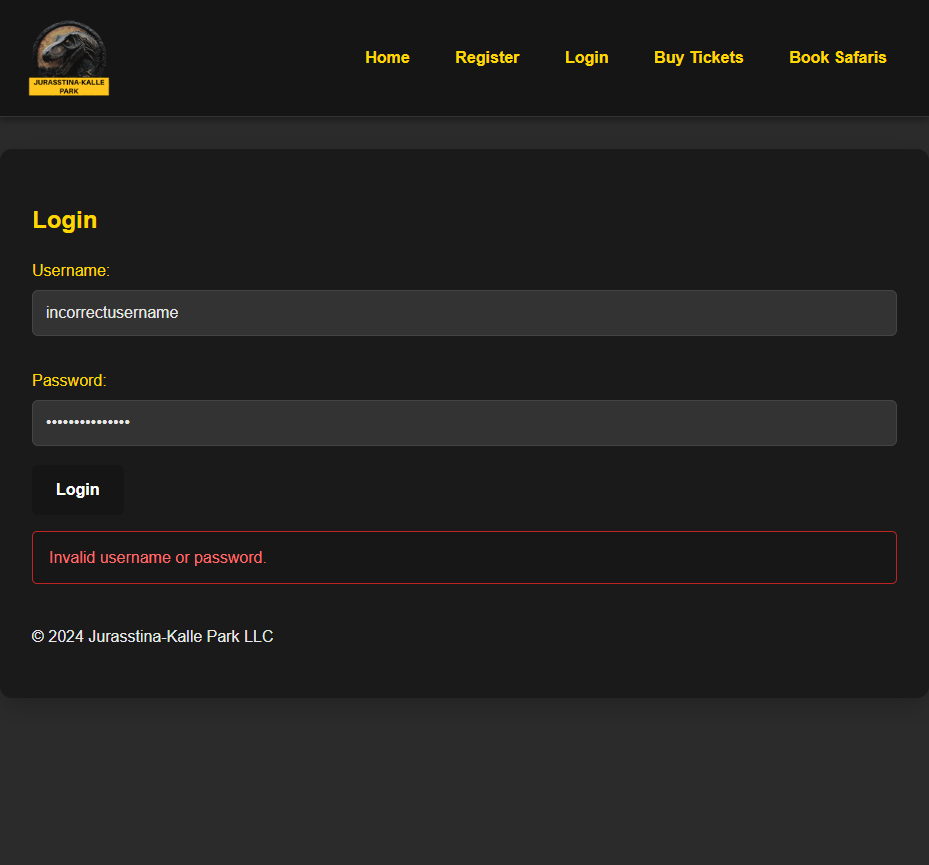 JURASSTINA-KALLE
PARK
Home Register Login Buy Tickets Book Safaris
Login
Username:
incorrectusername
Password:
•••••••••••••••
Login
Invalid username or password.
© 2024 Jurasstina-Kalle Park LLC